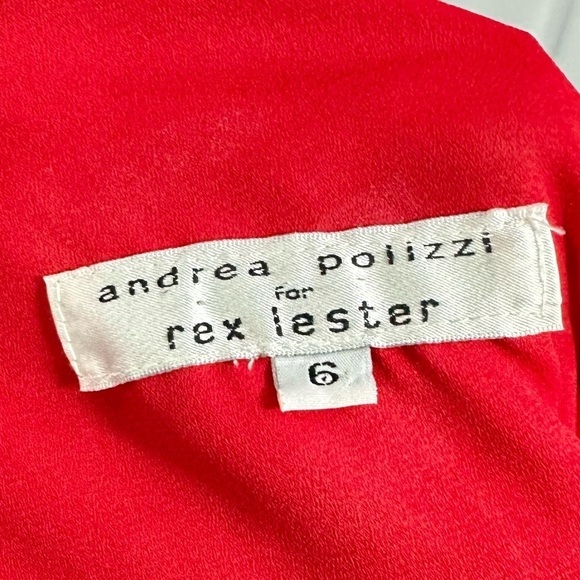 andrea polizzi
for
rex lester
6